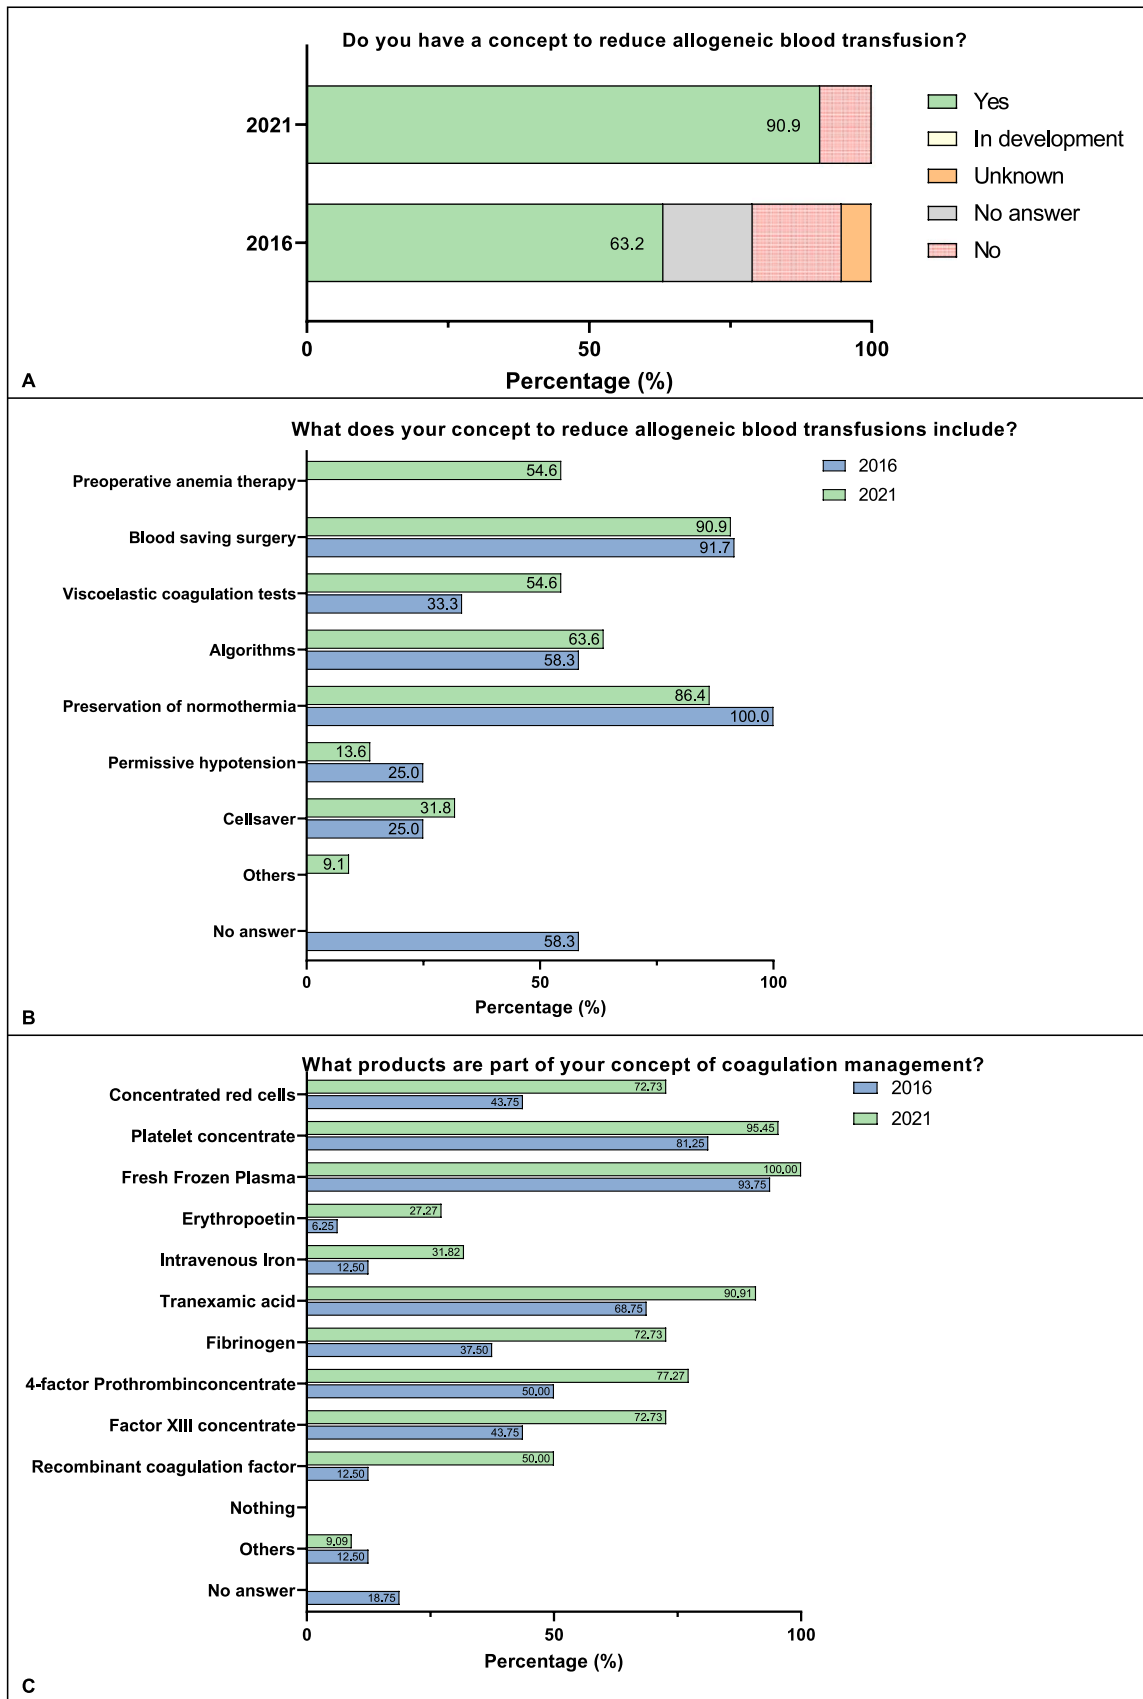 Do you have a concept to reduce allogeneic blood transfusion?
2021
90.9
2016
63.2
Yes
In development
Unknown
No answer
No
0
50
100
Percentage (%)
A
What does your concept to reduce allogeneic blood transfusions include?
2016
2021
Preoperative anemia therapy
54.6
Blood saving surgery
90.9
91.7
Viscoelastic coagulation tests
54.6
33.3
Algorithms
63.6
58.3
Preservation of normothermia
86.4
100.0
Permissive hypotension
13.6
25.0
Cellsaver
31.8
25.0
Others
9.1
No answer
58.3
0
50
100
Percentage (%)
B
What products are part of your concept of coagulation management?
2016
2021
Concentrated red cells
72.73
43.75
Platelet concentrate
95.45
81.25
Fresh Frozen Plasma
100.00
93.75
Erythropoetin
27.27
6.25
Intravenous Iron
31.82
12.50
Tranexamic acid
90.91
68.75
Fibrinogen
72.73
37.50
4-factor Prothrombinconcentrate
77.27
50.00
Factor XIII concentrate
72.73
43.75
Recombinant coagulation factor
50.00
12.50
Nothing
Others
9.09
12.50
No answer
18.75
0
50
100
Percentage (%)
C